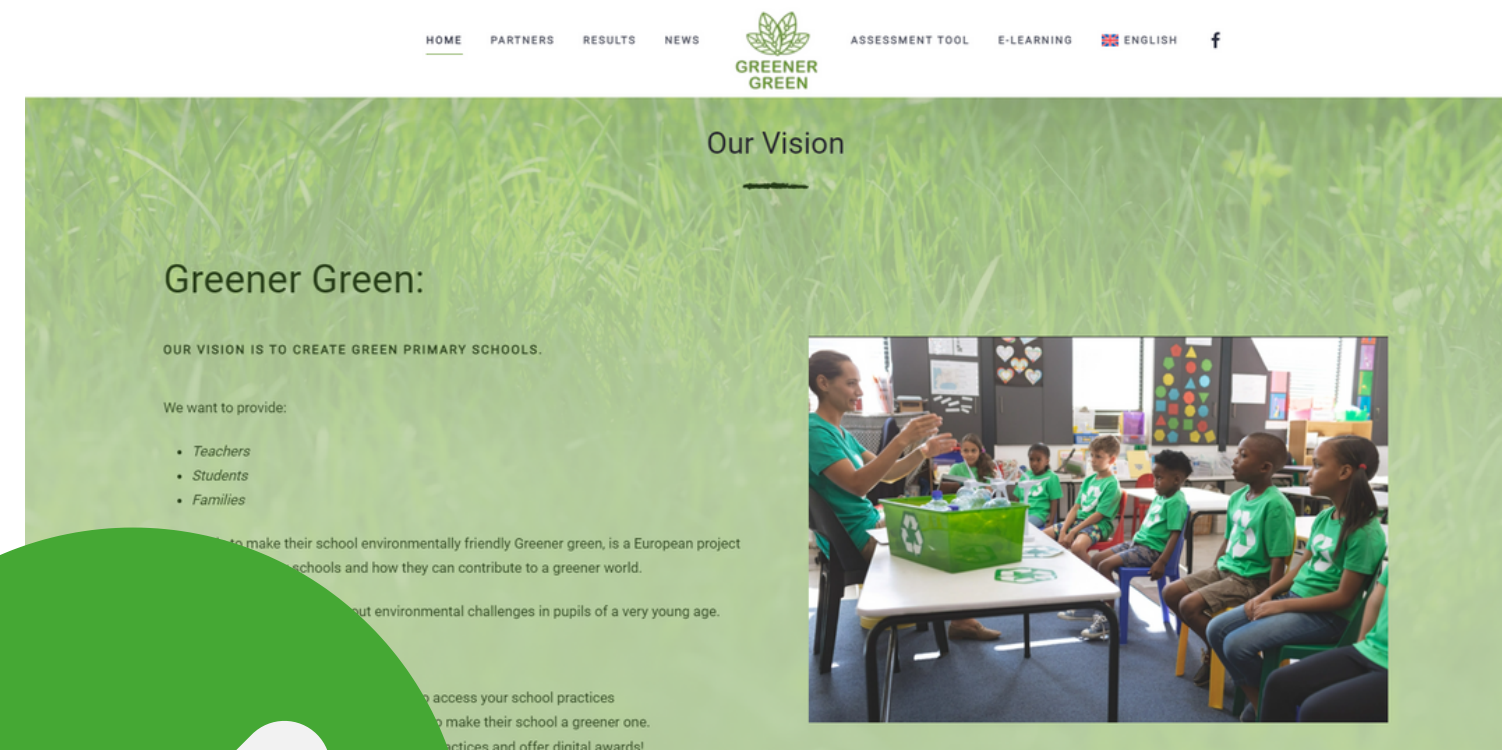 HOME PARTNERS RESULTS NEWS
GREENER
GREEN
ASSESSMENT TOOL E-LEARNING ENGLISH f
Our Vision
Greener Green:
OUR VISION IS TO CREATE GREEN PRIMARY SCHOOLS.
We want to provide:
Teachers
Students
Families
to make their school environmentally friendly Greener green, is a European project
schools and how they can contribute to a greener world.
environmental challenges in pupils of a very young age.
access your school practices
make their school a greener one.
and offer digital awards!